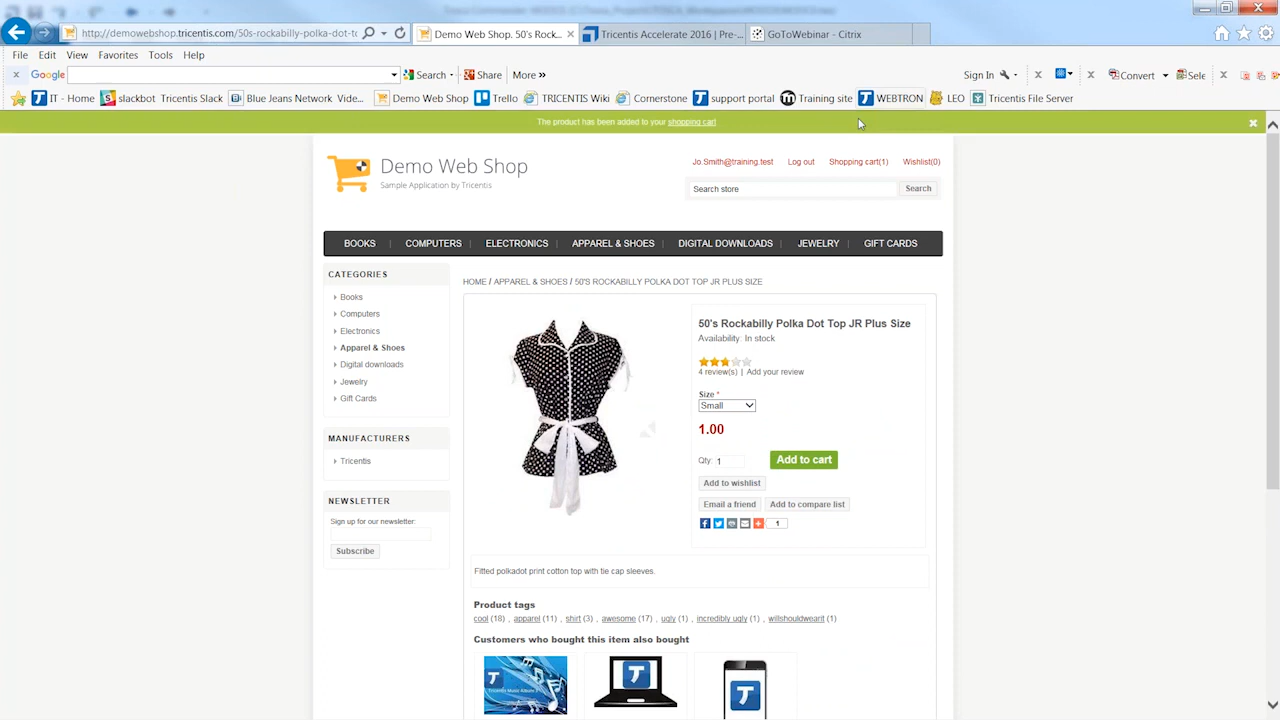 http://demowebshop.tricentis.com/50s-rockabilly-polka-dot-to
Demo Web Shop. 50's Rock...
Tricentis Accelerate 2016 | Pre-...
GoToWebinar - Citrix
File Edit View Favorites Tools Help
Google Search Share More »
Sign In
Convert Sele
IT - Home slackbot Tricentis Slack Blue Jeans Network Vide... Demo Web Shop Trello TRICENTIS Wiki Cornerstone support portal Training site WEBTRON LEO Tricentis File Server
The product has been added to your shopping cart
Demo Web Shop
Sample Application by Tricentis
Jo.Smith@training.test Log out Shopping cart(1) Wishlist(0)
Search store Search
BOOKS | COMPUTERS | ELECTRONICS | APPAREL & SHOES | DIGITAL DOWNLOADS | JEWELRY | GIFT CARDS
CATEGORIES
Books
Computers
Electronics
Apparel & Shoes
Digital downloads
Jewelry
Gift Cards
MANUFACTURERS
Tricentis
NEWSLETTER
Sign up for our newsletter:
Subscribe
HOME / APPAREL & SHOES / 50'S ROCKABILLY POLKA DOT TOP JR PLUS SIZE
50's Rockabilly Polka Dot Top JR Plus Size
Availability: In stock
4 review(s) | Add your review
Size *
Small
1.00
Qty: 1 Add to cart
Add to wishlist
Email a friend Add to compare list
1
Fitted polkadot print cotton top with tie cap sleeves.
Product tags
cool (18) , apparel (11) , shirt (3) , awesome (17) , ugly (1) , incredibly ugly (1) , willshouldwearit (1)
Customers who bought this item also bought